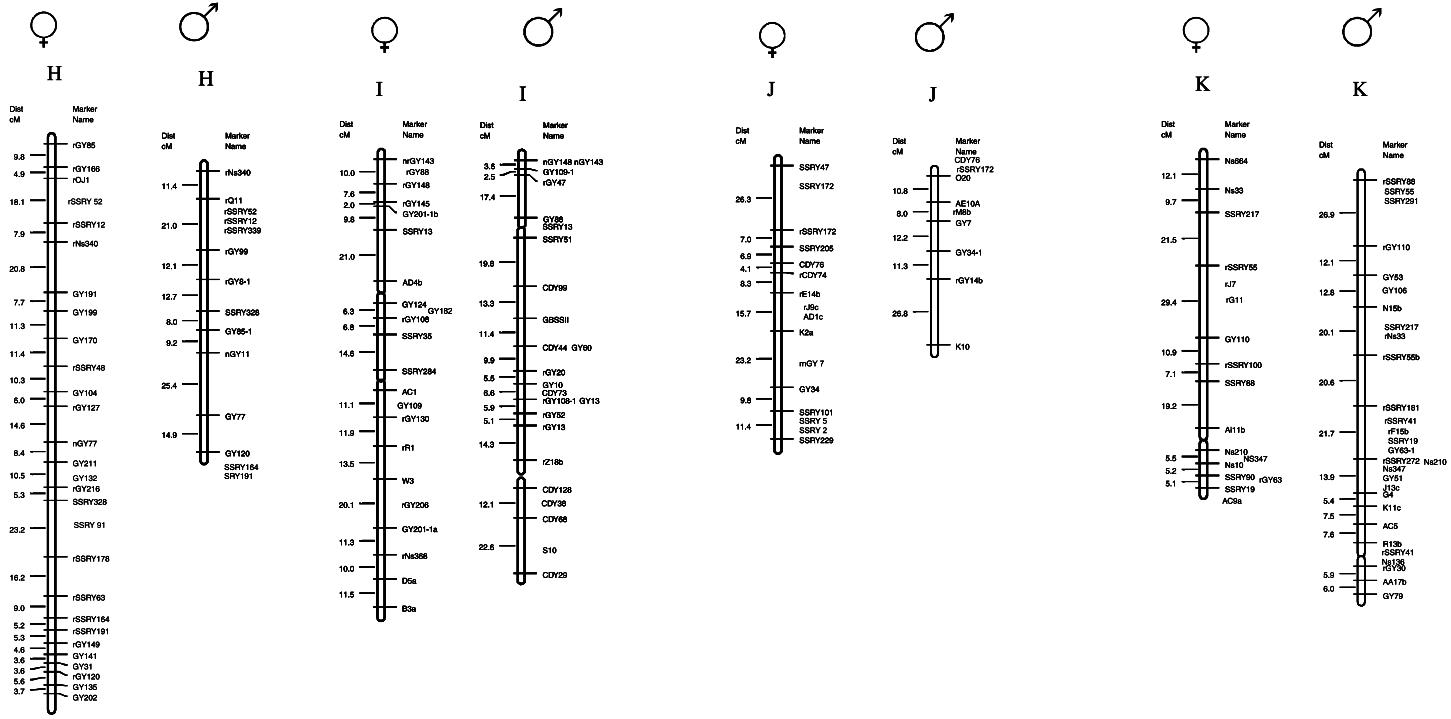 H
Dist Marker
cM Name
rGY85
9.8
rGY166
4.9
rOJ1
18.1
rSSRY 52
rSSRY12
7.9
rNs340
20.8
GY191
7.7
GY199
11.3
GY170
11.4
rSSRY48
10.3
GY104
6.0
rGY127
14.6
nGY77
8.4
GY211
10.5
GY132
rGY216
5.3
SSRY328
23.2
SSRY 91
rSSRY178
16.2
rSSRY63
9.0
rSSRY164
5.2
rSSRY191
5.3
rGY149
4.6
GY141
3.6
GY31
3.6
rGY120
5.6
GY135
3.7
GY202
H
Dist Marker
cM Name
rNs340
11.4
rQ11
rSSRY52
21.0
rSSRY12
rSSRY339
rGY99
12.1
rGY8-1
12.7
SSRY328
8.0
GY85-1
9.2
nGY11
25.4
GY77
14.9
GY120
SSRY164
SRY191
I
Dist Marker
cM Name
nrGY143
10.0
rGY88
rGY148
7.6
rGY145
2.0
GY201-1b
9.8
SSRY13
21.0
AD4b
GY124
6.3
GY182
rGY108
6.8
SSRY35
14.6
SSRY284
AC1
11.1
GY109
rGY130
11.9
rR1
13.5
W3
20.1
rGY206
GY201-1a
11.3
rNs368
10.0
D5a
11.5
B3a
I
Dist Marker
cM Name
nGY148 nGY143
3.6
GY109-1
2.5
rGY47
17.4
GY86
SSRY13
SSRY51
19.8
CDY99
13.3
GBSSII
11.4
CDY44 GY60
9.9
rGY20
5.5
GY10
6.6
CDY73
rGY108-1 GY13
5.9
rGY52
5.1
rGY13
14.3
rZ18b
CDY128
12.1
CDY38
CDY68
22.6
S10
CDY29
J
Dist Marker
cM Name
SSRY47
SSRY172
26.3
rSSRY172
7.0
SSRY205
6.9
CDY76
4.1
rCDY74
8.3
rE14b
rJ9c
15.7
AD1c
K2a
23.2
rnGY 7
GY34
9.6
SSRY101
SSRY 5
11.4
SSRY 2
SSRY229
J
Dist Marker
cM Name
CDY76
rSSRY172
O20
10.8
AE10A
8.0
rM8b
GY7
12.2
GY34-1
11.3
rGY14b
26.8
K10
K
Dist Marker
cM Name
Ns664
12.1
Ns33
9.7
SSRY217
21.5
rSSRY55
rJ7
29.4
rG11
GY110
10.9
rSSRY100
7.1
SSRY88
19.2
AI11b
Ns210
5.5
NS347
Ns10
5.2
SSRY90 rGY63
5.1
SSRY19
AC9a
K
Dist Marker
cM Name
rSSRY88
SSRY55
SSRY291
26.9
rGY110
12.1
GY53
12.8
GY106
N15b
20.1
SSRY217
rNs33
rSSRY55b
20.6
rSSRY181
rSSRY41
21.7
rF15b
SSRY19
GY63-1
rSSRY272 Ns210
Ns347
13.9
GY51
J13c
G4
5.4
K11c
7.5
AC5
7.6
R13b
rSSRY41
Ns136
rGY30
5.9
AA17b
6.0
GY79